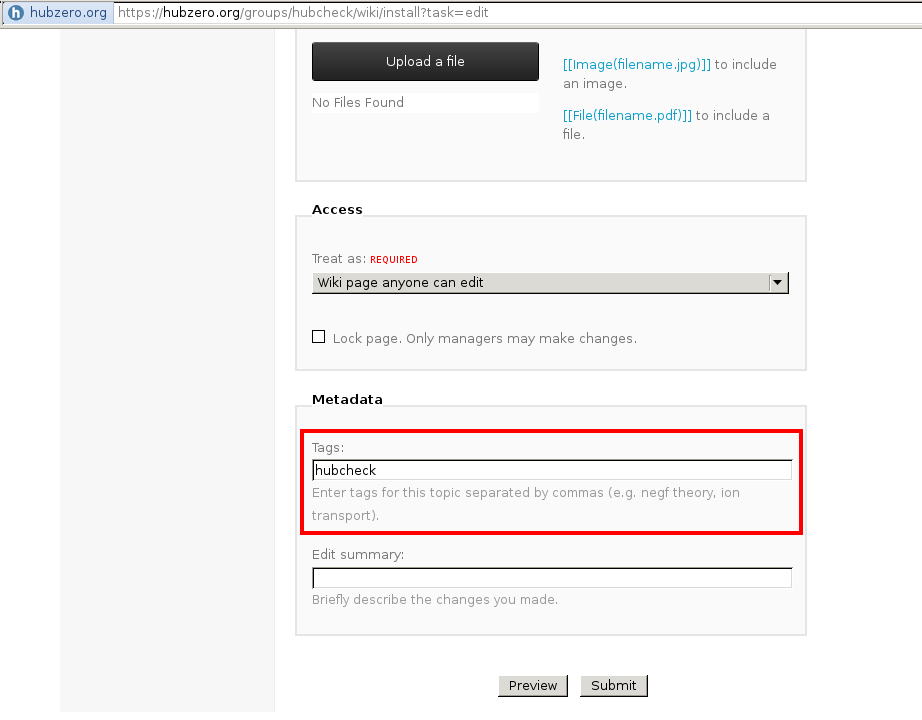 hubzero.org https://hubzero.org/groups/hubcheck/wiki/install?task=edit
Upload a file
No Files Found
[[Image(filename.jpg)]] to include
an image.
[[File(filename.pdf)]] to include a
file.
Access
Treat as: REQUIRED
Wiki page anyone can edit
Lock page. Only managers may make changes.
Metadata
Tags:
hubcheck
Enter tags for this topic separated by commas (e.g. negf theory, ion
transport).
Edit summary:
Briefly describe the changes you made.
Preview Submit